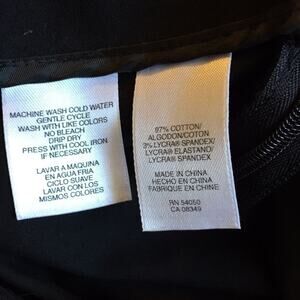 MACHINE WASH COLD WATER
GENTLE CYCLE
WASH WITH LIKE COLORS
NO BLEACH
DRIP DRY
PRESS WITH COOL IRON
IF NECESSARY
LAVAR A MAQUINA
EN AGUA FRIA
CICLO SUAVE
LAVAR CON LOS
MISMOS COLORES
97% COTTON/
ALGODON/COTON
3% LYCRA® SPANDEX/
LYCRA® ELASTANO/
LYCRA® SPANDEX
MADE IN CHINA
HECHO EN CHINA
FABRIQUE EN CHINE
RN 54050
CA 08349